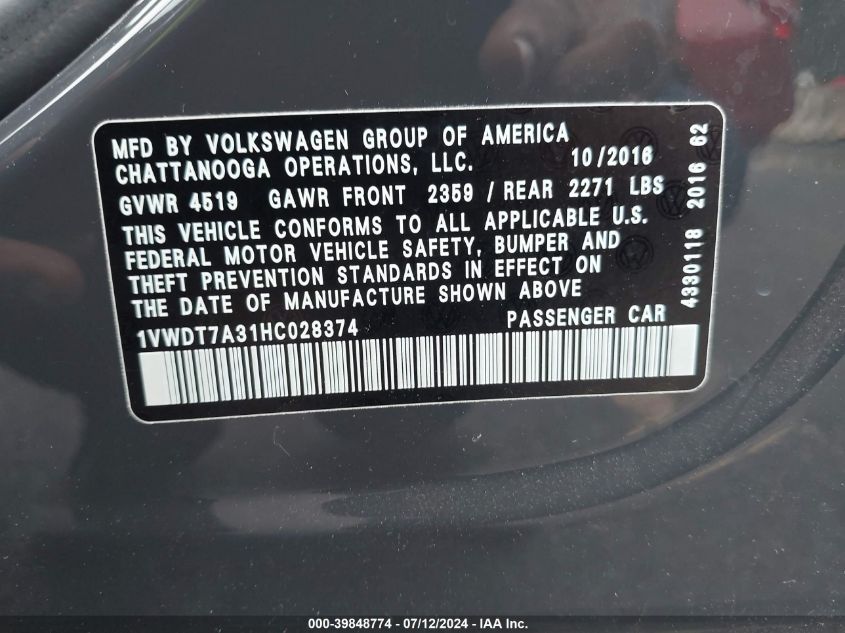 MFD BY VOLKSWAGEN GROUP OF AMERICA
CHATTANOOGA OPERATIONS, LLC. 10/2016
GVWR 4519 GAWR FRONT 2359 / REAR 2271 LBS
THIS VEHICLE CONFORMS TO ALL APPLICABLE U.S.
FEDERAL MOTOR VEHICLE SAFETY, BUMPER AND
THEFT PREVENTION STANDARDS IN EFFECT ON
THE DATE OF MANUFACTURE SHOWN ABOVE
1VWDT7A31HC028374 PASSENGER CAR
4330118 2016 62
000-39848774 - 07/12/2024 - IAA Inc.